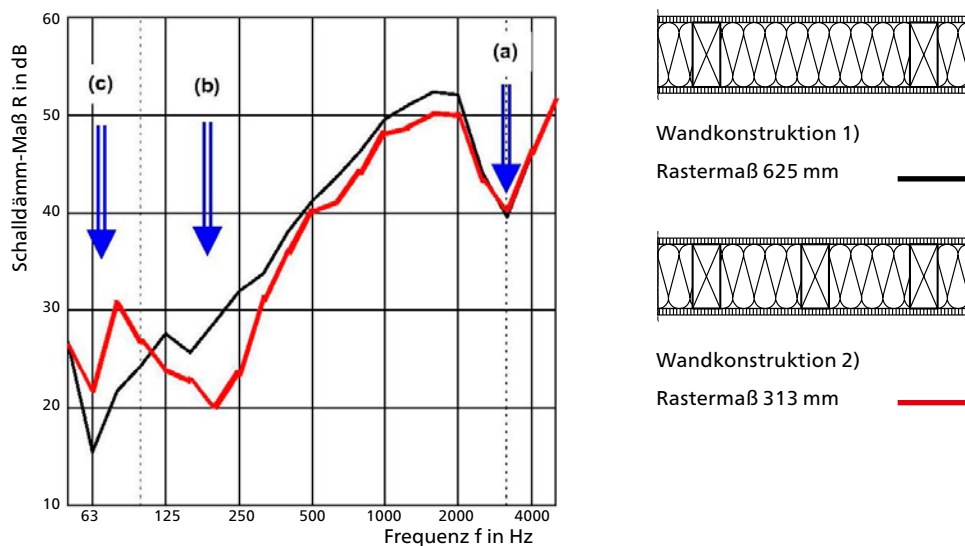 Schalldämm-Maß R in dB
60
50
40
30
20
10
(c)
(b)
(a)
63
125
250
500
1000
2000
4000
Frequenz f in Hz
Wandkonstruktion 1)
Rastermaß 625 mm
Wandkonstruktion 2)
Rastermaß 313 mm